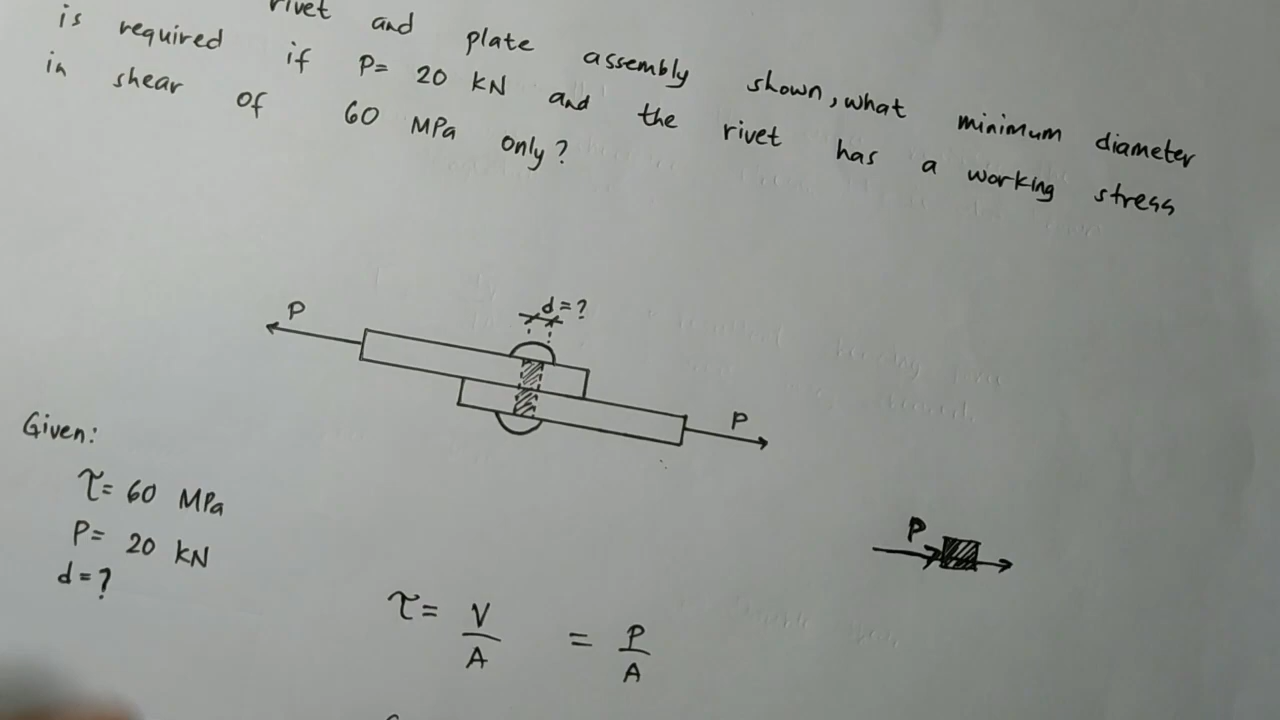 rivet and plate assembly shown, what minimum diameter
is required if P= 20 KN and the rivet has a working stress
in shear of 60 MPa only?
d=?
P
P
Given:
τ= 60 MPa
P= 20 KN
d=?
P
τ= V/A = P/A